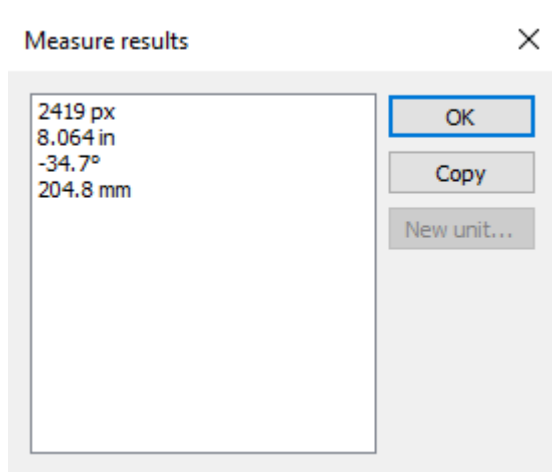 Measure results
2419 px
8.064 in
-34.7°
204.8 mm
OK
Copy
New unit...